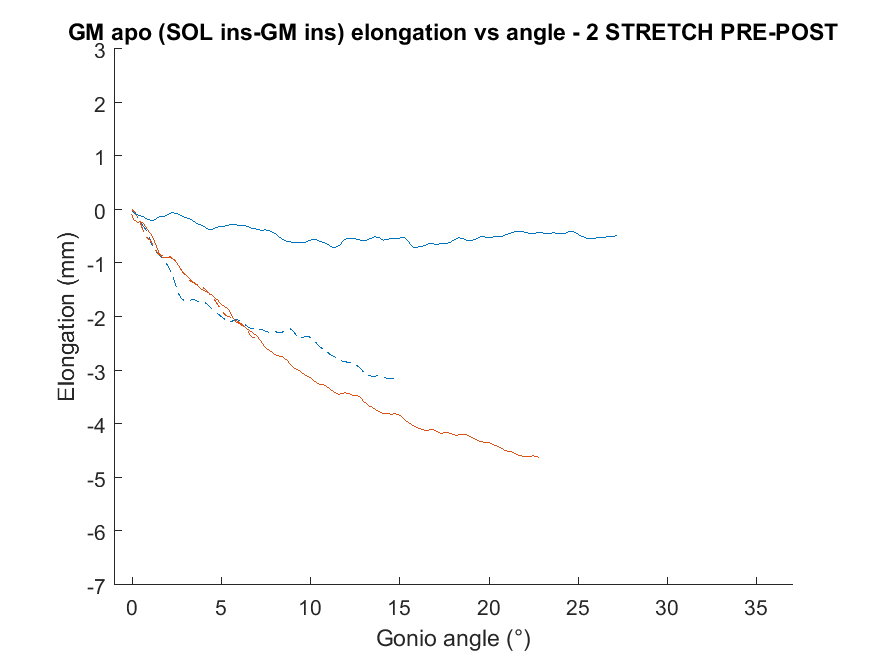 GM apo (SOL ins-GM ins) elongation vs angle - 2 STRETCH PRE-POST
3
2
1
0
-1
-2
-3
-4
-5
-6
-7
Elongation (mm)
0 5 10 15 20 25 30 35
Gonio angle (°)